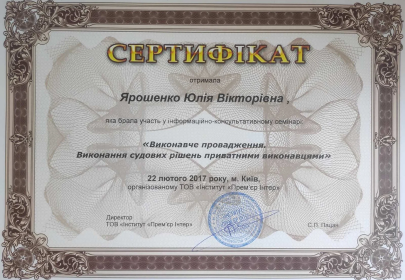 СЕРТИФІКАТ
отримала
Ярошенко Юлія Вікторівна ,
яка брала участь у інформаційно-консультативному семінарі:
«Виконавче провадження.
Виконання судових рішень приватними виконавцями»
22 лютого 2017 року, м. Київ,
організованому ТОВ «Інститут «Прем'єр Інтер»
Директор
ТОВ «Інститут «Прем'єр Інтер» С.П. Пацан